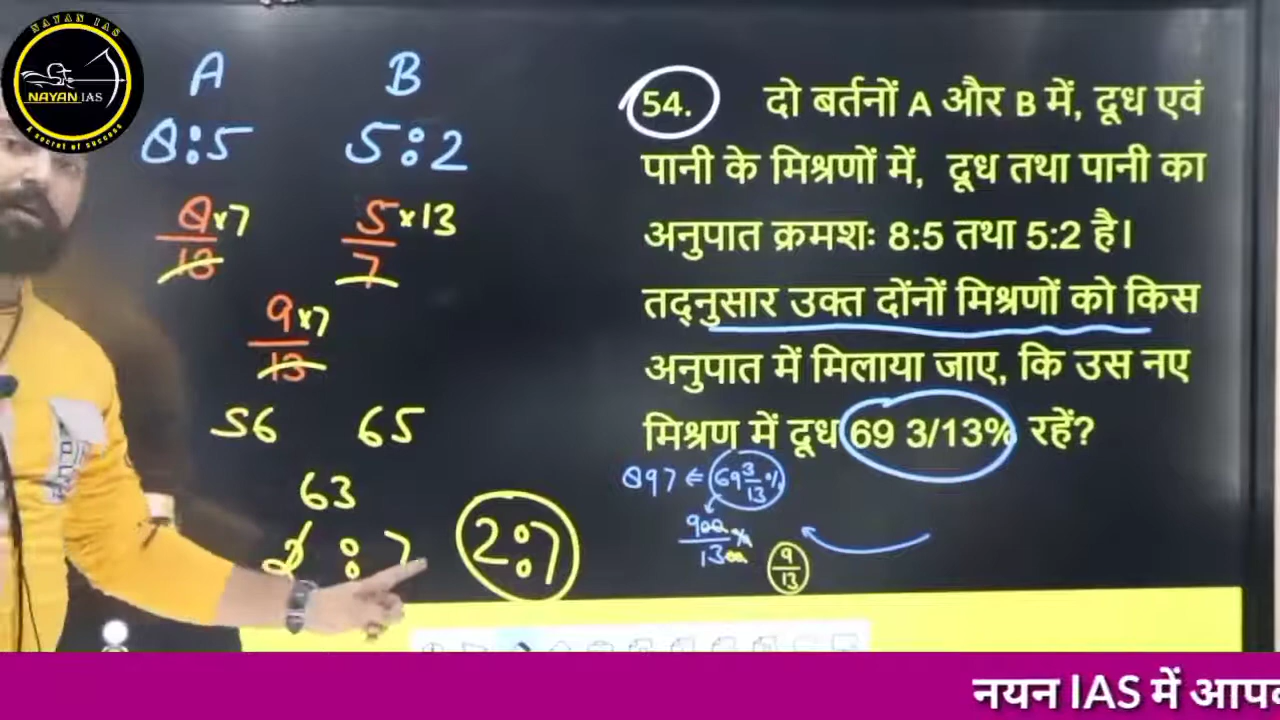 NAYAN IAS
NAYAN IAS
A secret of success
A B
8:5 5:2
8×7 5×13
13 7
9×7
13
56 65
63
2 : 7
2:7
54. दो बर्तनों A और B में, दूध एवं
पानी के मिश्रणों में, दूध तथा पानी का
अनुपात क्रमशः 8:5 तथा 5:2 है।
तद्नुसार उक्त दोंनों मिश्रणों को किस
अनुपात में मिलाया जाए, कि उस नए
मिश्रण में दूध 69 3/13% रहें?
897 ⇐ 69 3/13 %
900 %
1300
9
13
नयन IAS में आपक